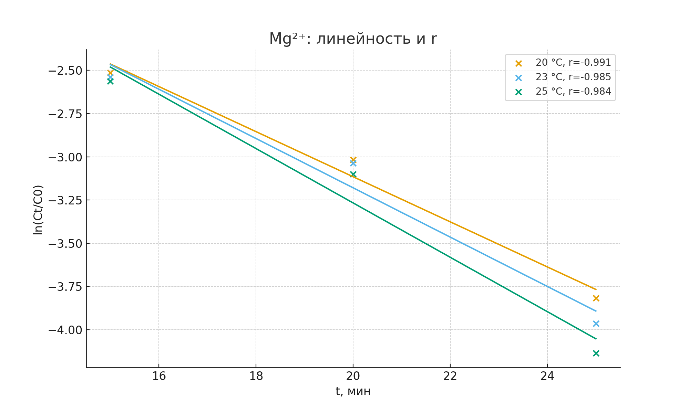 Mg²⁺: линейность и r
20 °C, r=-0.991
23 °C, r=-0.985
25 °C, r=-0.984
ln(Ct/C0)
−2.50
−2.75
−3.00
−3.25
−3.50
−3.75
−4.00
16 18 20 22 24
t, мин